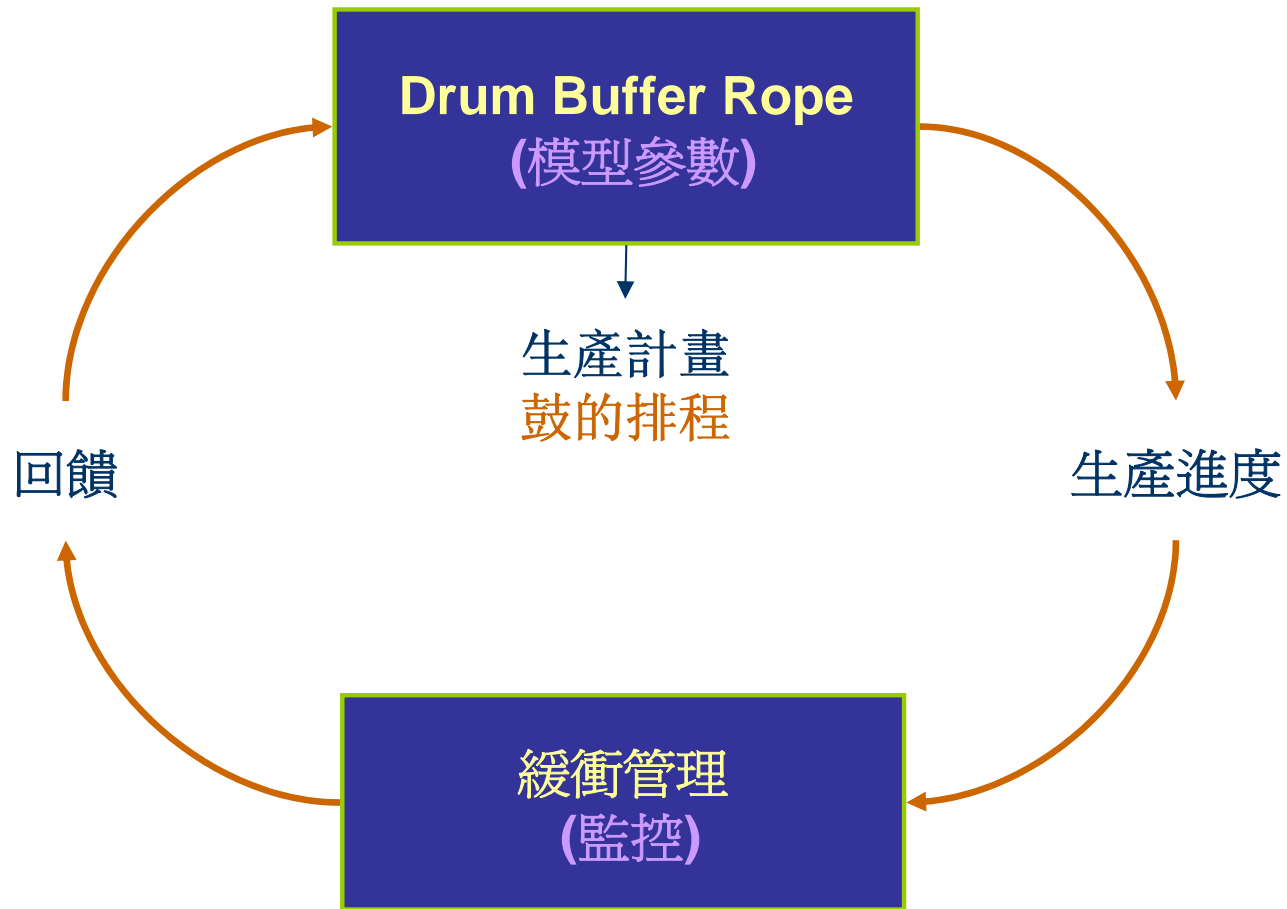 Drum Buffer Rope
(模型參數)
生產計畫
鼓的排程
回饋
生產進度
緩衝管理
(監控)